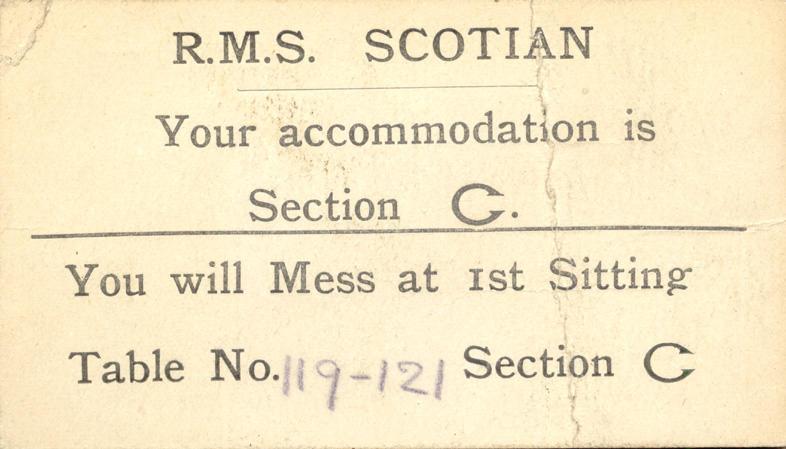 R.M.S. SCOTIAN
Your accommodation is
Section C.
You will Mess at 1st Sitting
Table No. 119-121 Section C